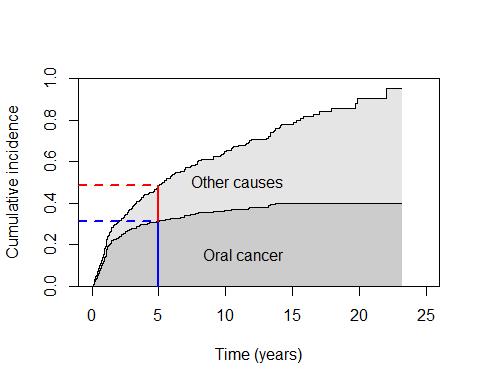 Cumulative incidence
1.0
0.8
0.6
0.4
0.2
0.0
Other causes
Oral cancer
0 5 10 15 20 25
Time (years)